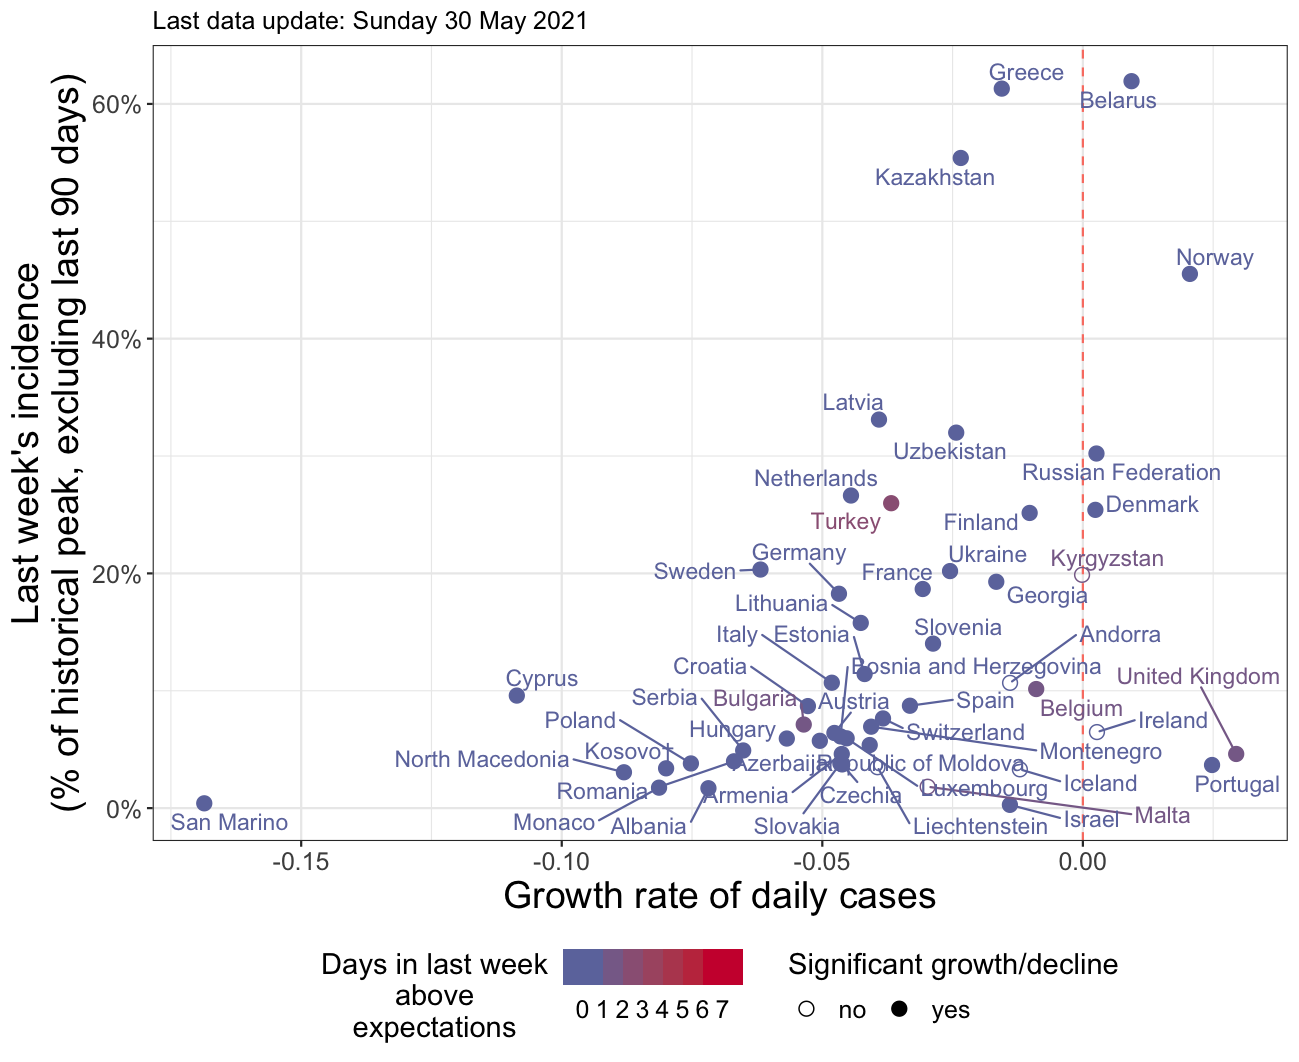 Last data update: Sunday 30 May 2021
Last week's incidence
(% of historical peak, excluding last 90 days)
60%
40%
20%
0%
Greece
Belarus
Kazakhstan
Norway
Latvia
Uzbekistan
Russian Federation
Netherlands
Turkey
Finland
Denmark
Germany
Ukraine
Kyrgyzstan
Sweden
France
Georgia
Lithuania
Slovenia
Italy
Estonia
Andorra
Croatia
Bosnia and Herzegovina
United Kingdom
Cyprus
Serbia
Bulgaria
Austria
Spain
Belgium
Poland
Hungary
Switzerland
Ireland
North Macedonia
Kosovo†
Azerbaijan
Republic of Moldova
Montenegro
Romania
Armenia
Czechia
Luxembourg
Iceland
Portugal
San Marino
Monaco
Albania
Slovakia
Liechtenstein
Israel
Malta
-0.15
-0.10
-0.05
0.00
Growth rate of daily cases
Days in last week
above
expectations
0 1 2 3 4 5 6 7
Significant growth/decline
no
yes